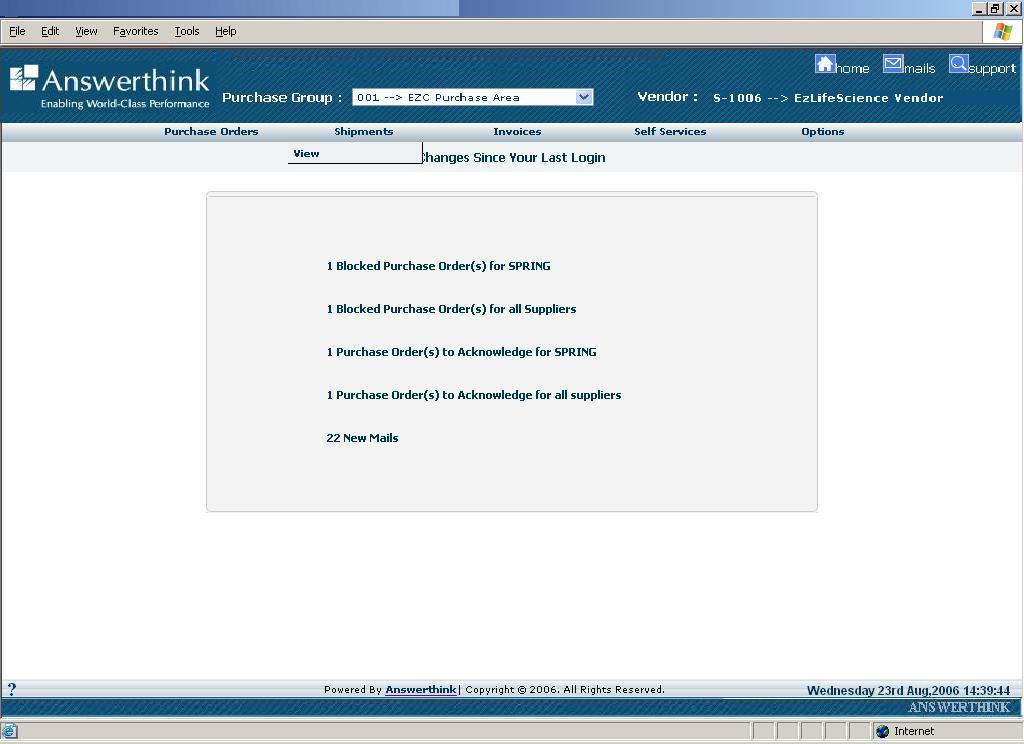 File Edit View Favorites Tools Help
home mails support
Answerthink
Enabling World-Class Performance
Purchase Group : 001 --> EZC Purchase Area Vendor : S-1006 --> EzLifeScience Vendor
Purchase Orders Shipments Invoices Self Services Options
View
Changes Since Your Last Login
1 Blocked Purchase Order(s) for SPRING
1 Blocked Purchase Order(s) for all Suppliers
1 Purchase Order(s) to Acknowledge for SPRING
1 Purchase Order(s) to Acknowledge for all suppliers
22 New Mails
? Powered By Answerthink| Copyright © 2006. All Rights Reserved. Wednesday 23rd Aug,2006 14:39:44
ANSWERTHINK
Internet